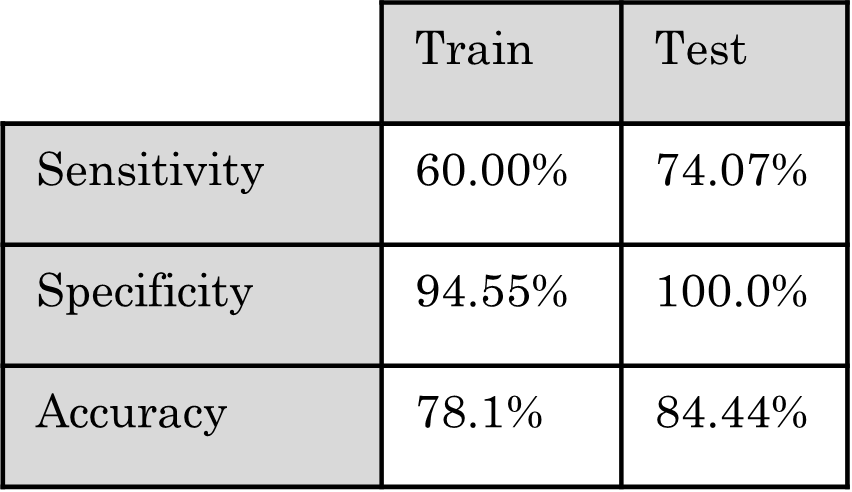 Train Test
Sensitivity 60.00% 74.07%
Specificity 94.55% 100.0%
Accuracy 78.1% 84.44%